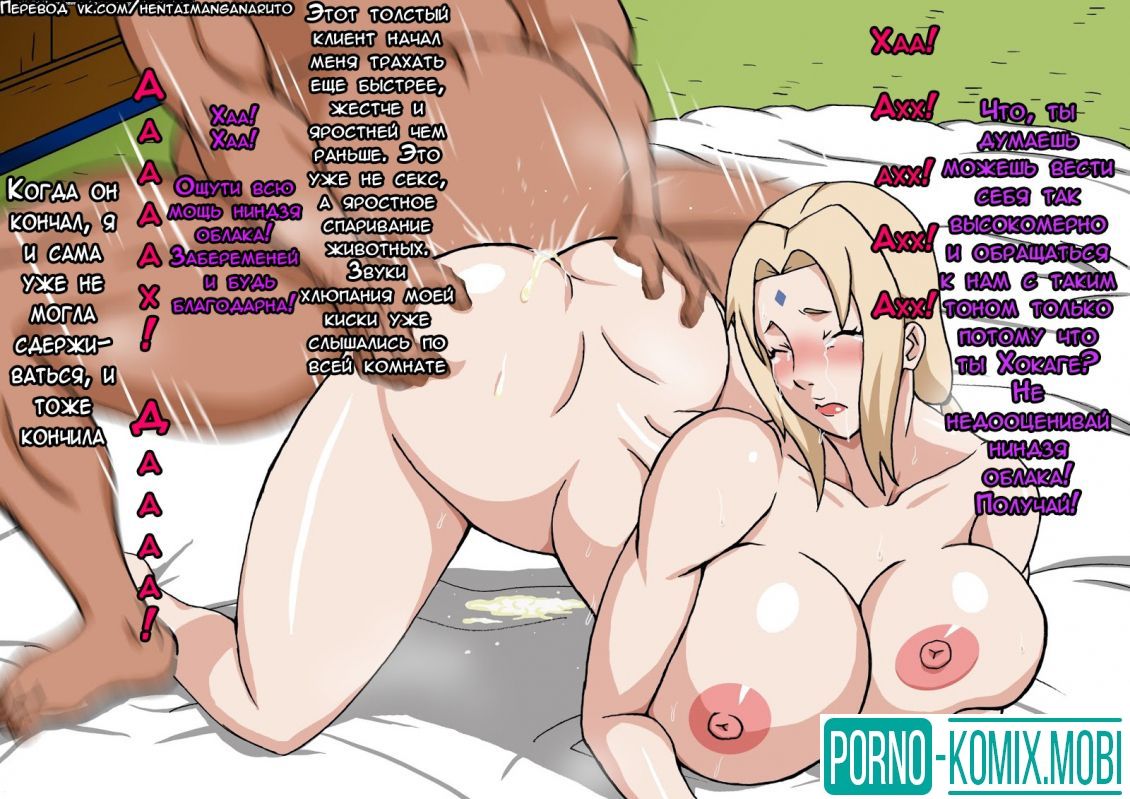 Перевод vk.com/hentaimanganaruto
Когда он
кончал, я
и сама
уже не
могла
сдержи-
ваться, и
тоже
кончила
А
А
А
А
А
Х
!
Д
А
А
А
А
!
Хаа!
Хаа!
Ощути всю
мощь ниндзя
облака!
Забеременей
и будь
благодарна!
Этот толстый
клиент начал
меня трахать
еще быстрее,
жестче и
яростней чем
раньше. Это
уже не секс,
а яростное
спаривание
животных.
Звуки
хлюпания моей
киски уже
слышались по
всей комнате
Хаа!
Ахх!
Ахх!
Ахх!
Ахх!
Что, ты
думаешь
можешь вести
себя так
высокомерно
и обращаться
к нам с таким
тоном только
потому что
ты Хокаге?
Не
недооценивай
ниндзя
облака!
Получай!
PORNO-KOMIX.MOBI